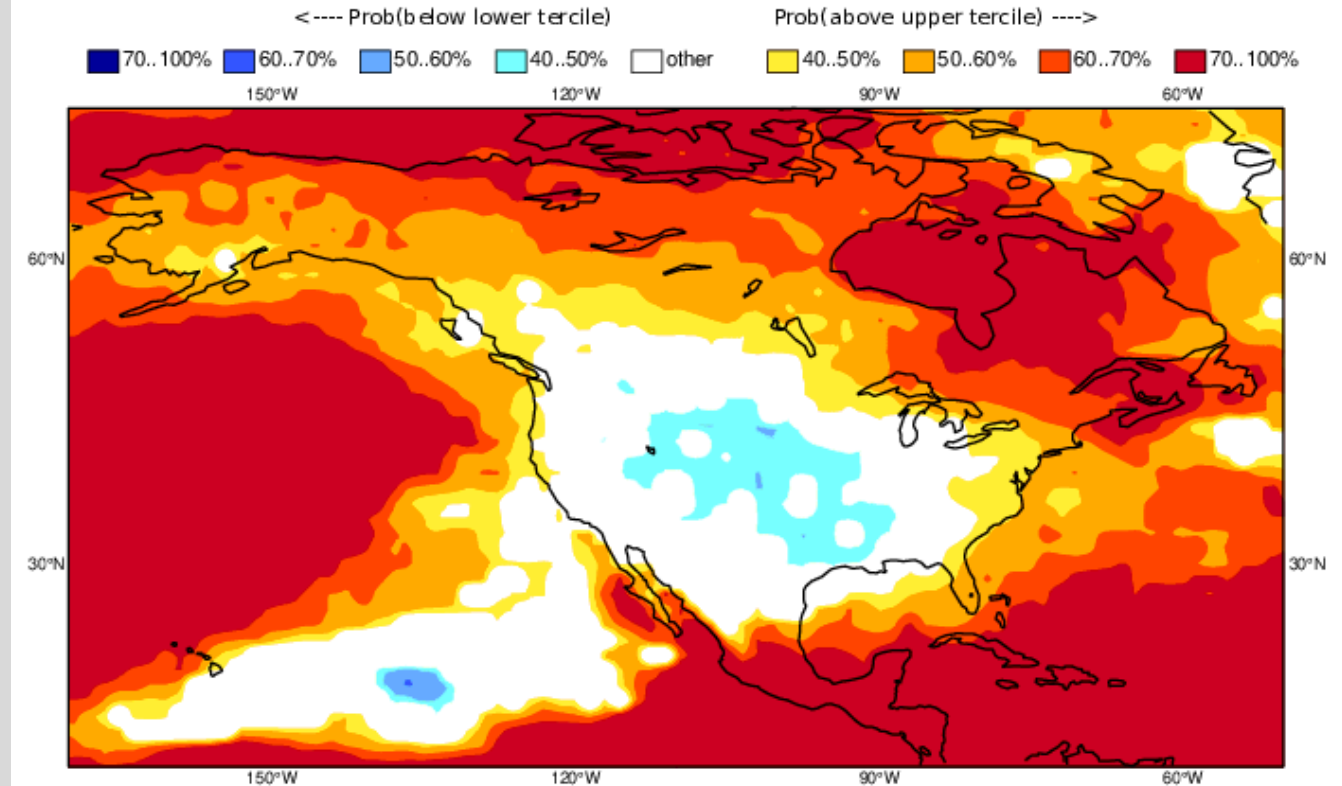 <---- Prob(below lower tercile) Prob(above upper tercile) ---->
70..100% 60..70% 50..60% 40..50% other 40..50% 50..60% 60..70% 70..100%
150°W 120°W 90°W 60°W
60°N 60°N
30°N 30°N
150°W 120°W 90°W 60°W